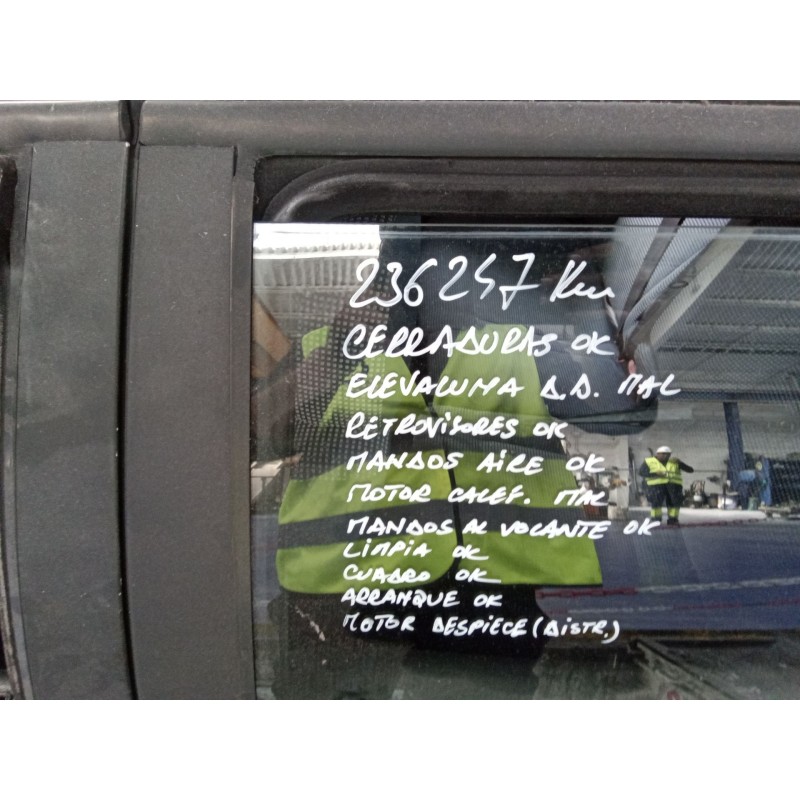 236247 Km
CERRADURAS OK
ELEVALUNA D.D. MAL
RETROVISORES OK
MANDOS AIRE OK
MOTOR CALEF. MAL
MANDOS AL VOLANTE OK
LIMPIA OK
CUADRO OK
ARRANQUE OK
MOTOR DESPIECE (DISTR.)